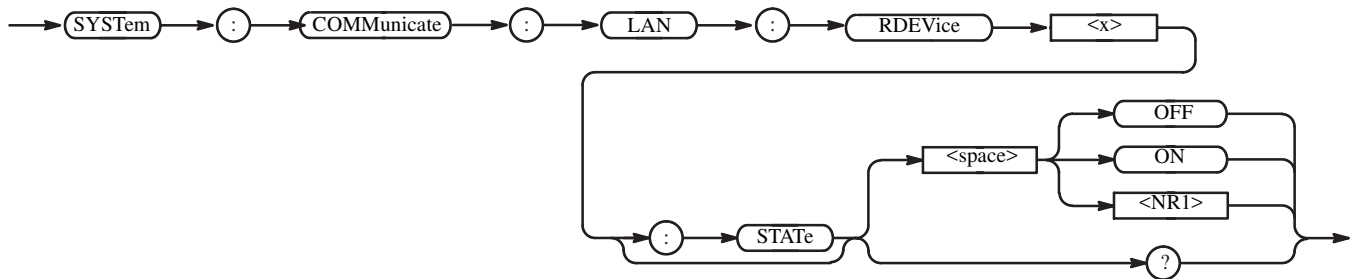 SYSTem : COMMunicate : LAN : RDEVice <x>
OFF
<space> ON
<NR1>
: STATe
?